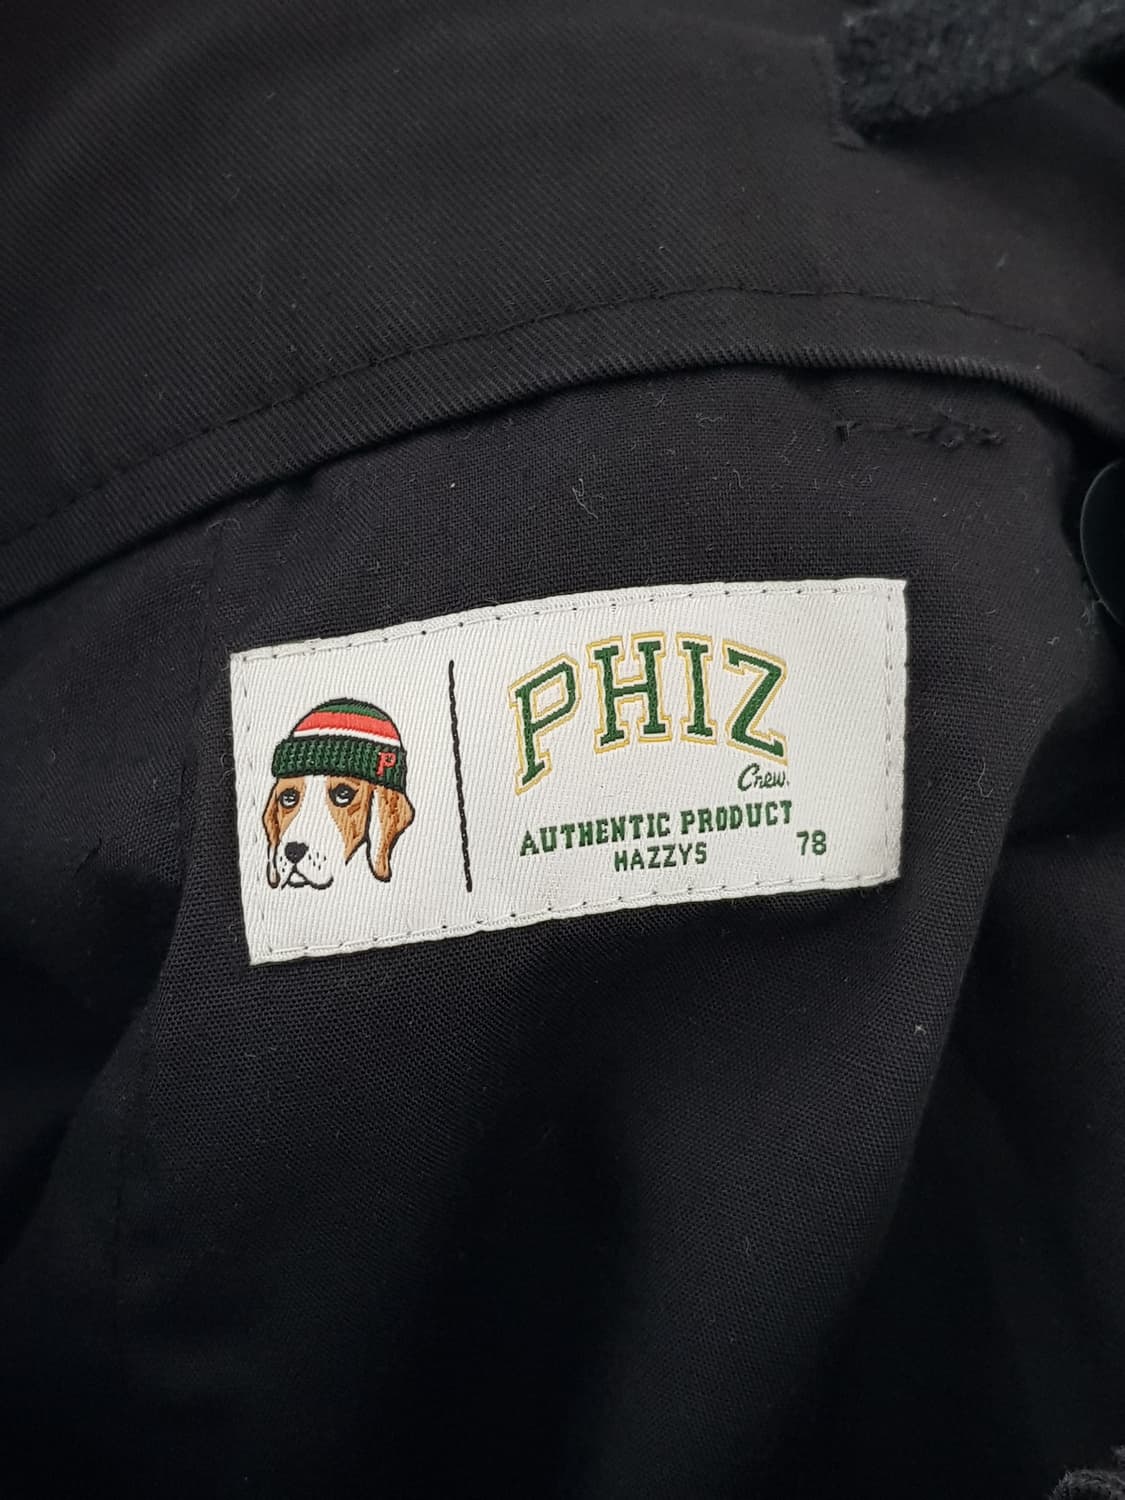 P
PHIZ
Crew.
AUTHENTIC PRODUCT
HAZZYS
78